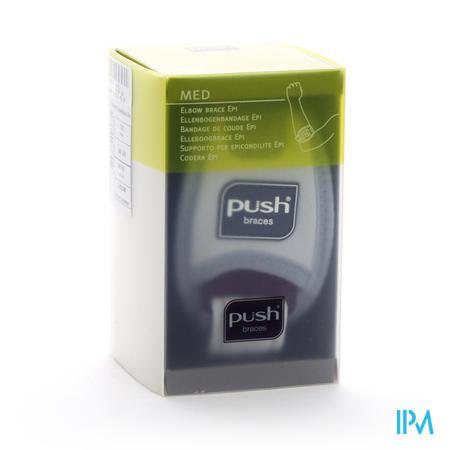 MED
Elbow brace Epi
Ellenbogenbandage Epi
Bandage de coude Epi
Elleboogbrace Epi
Supporto per epicondilite Epi
Codera Epi
push®
braces
push®
braces
IPM